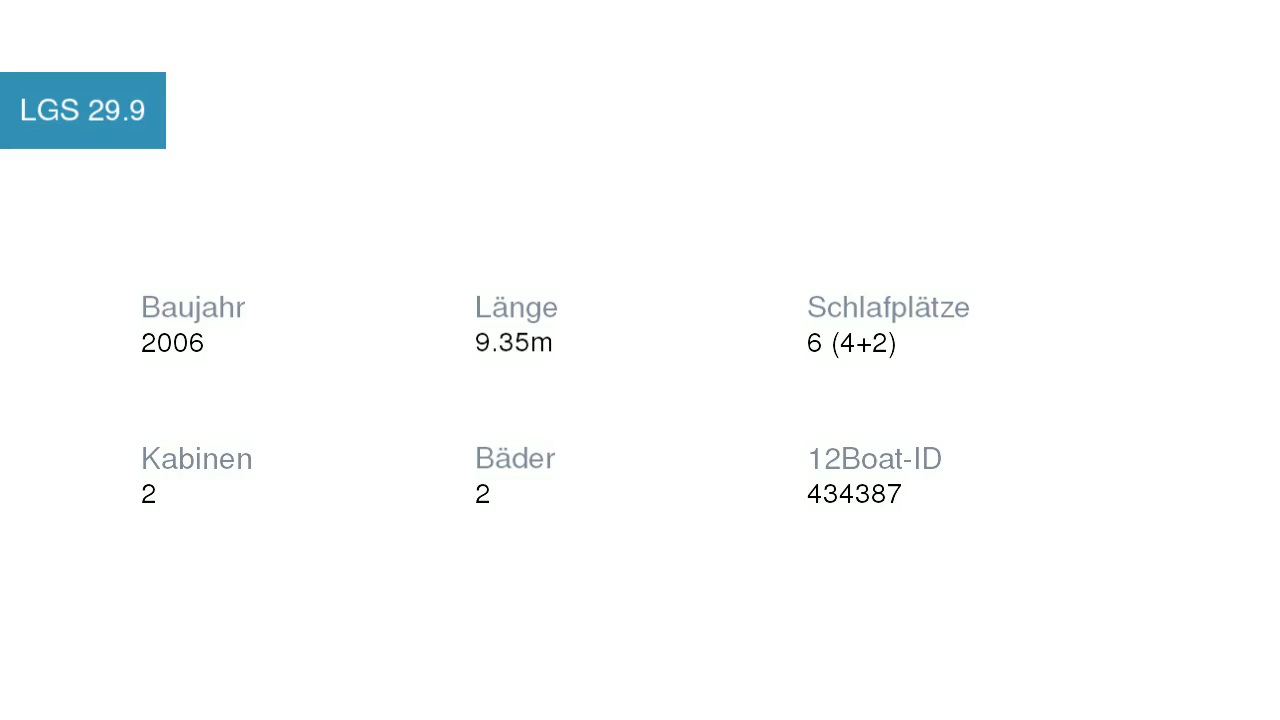 LGS 29.9
Baujahr
2006
Länge
9.35m
Schlafplätze
6 (4+2)
Kabinen
2
Bäder
2
12Boat-ID
434387